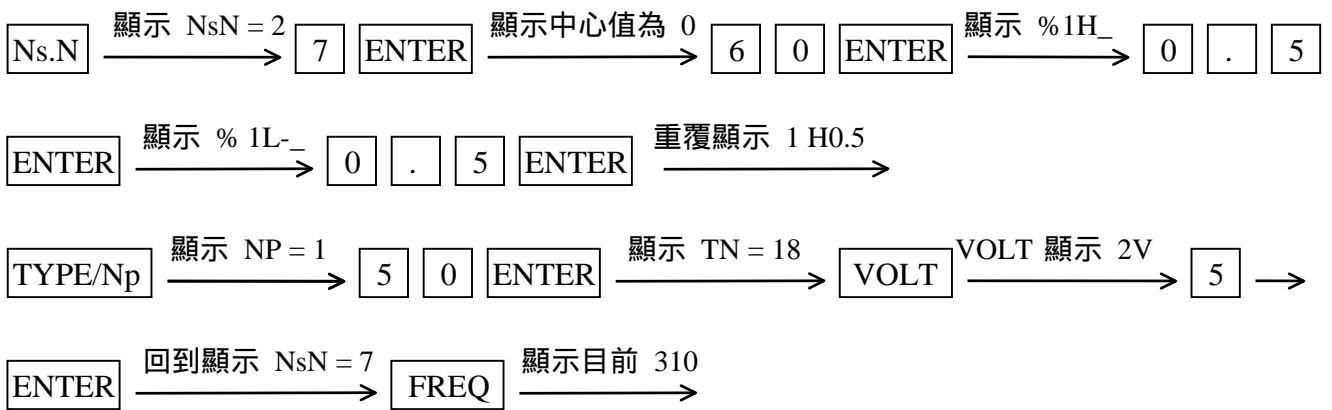 Ns.N 顯示 NsN = 2 7 ENTER 顯示中心值為 0 6 0 ENTER 顯示 %1H_ 0 . 5
ENTER 顯示 % 1L-_ 0 . 5 ENTER 重覆顯示 1 H0.5
TYPE/Np 顯示 NP = 1 5 0 ENTER 顯示 TN = 18 VOLT VOLT 顯示 2V 5
ENTER 回到顯示 NsN = 7 FREQ 顯示目前 310